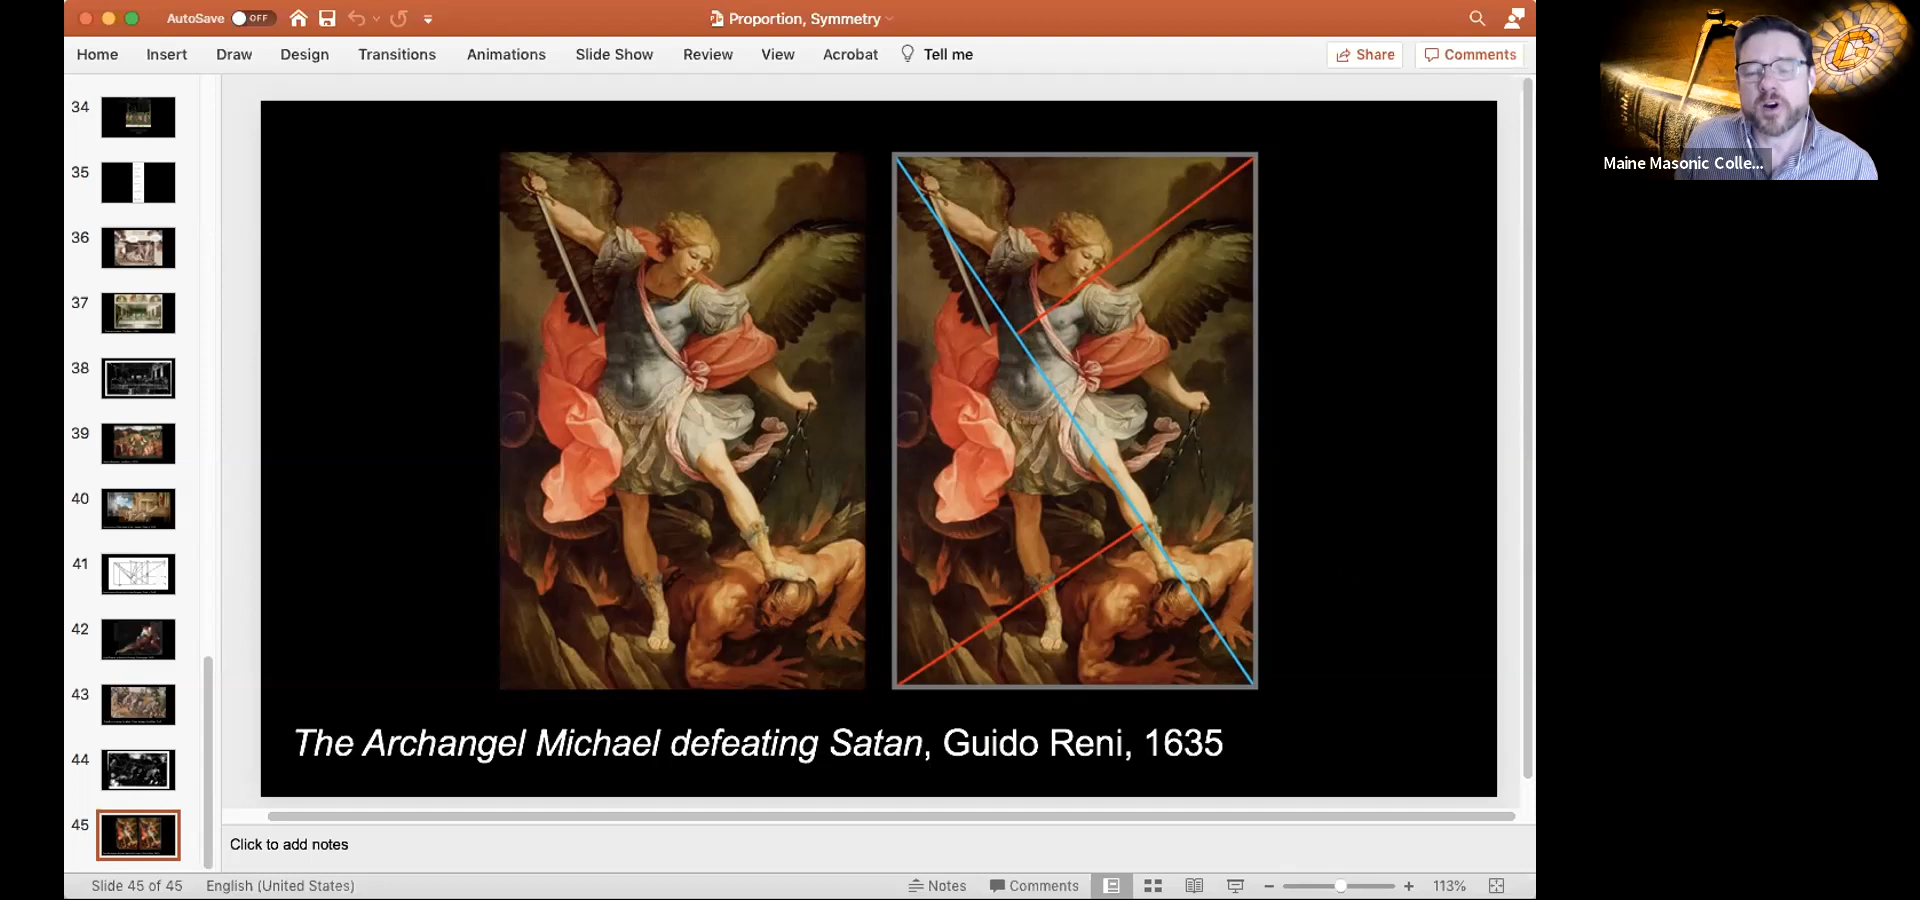 AutoSave OFF
Proportion, Symmetry
Home Insert Draw Design Transitions Animations Slide Show Review View Acrobat Tell me Share Comments
34
35
36
37
38
39
40
41
42
43
44
45
The Archangel Michael defeating Satan, Guido Reni, 1635
Click to add notes
Slide 45 of 45 English (United States) Notes Comments 113%
G
Maine Masonic Colle...